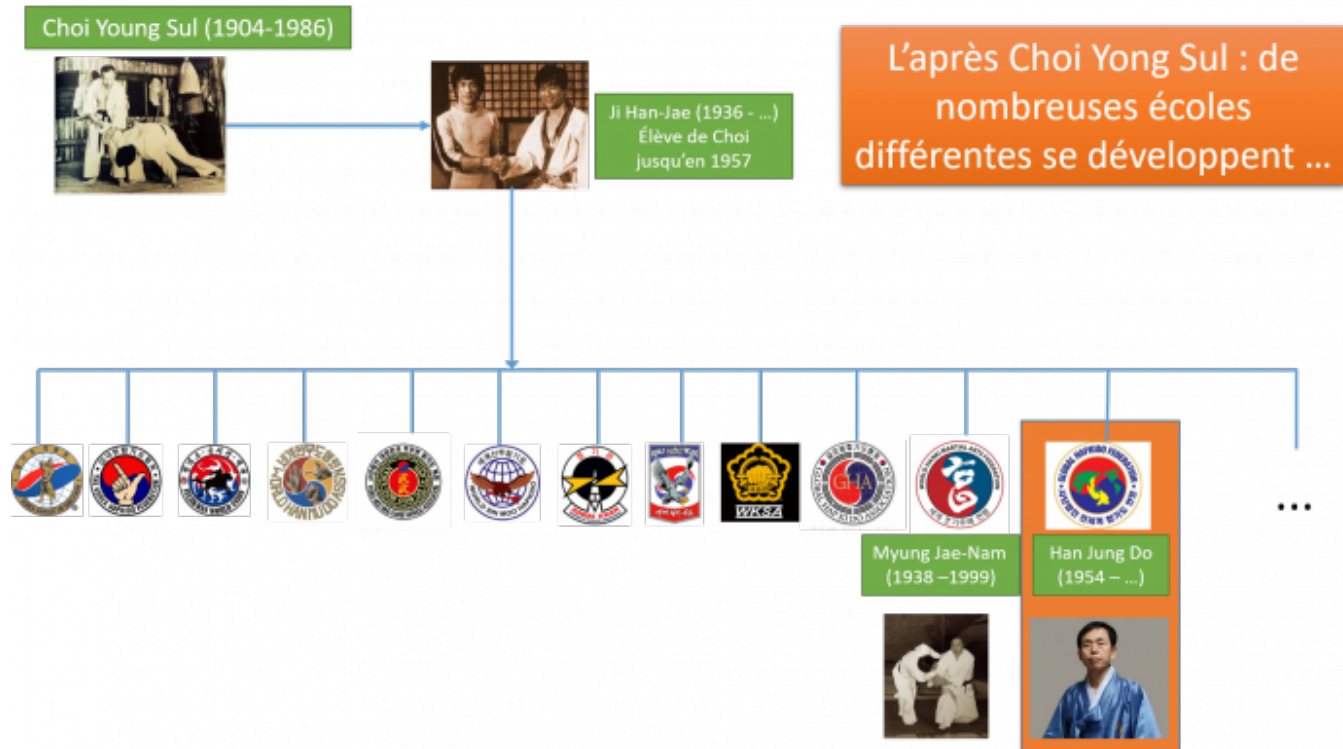 Choi Young Sul (1904-1986)
L'après Choi Yong Sul : de
nombreuses écoles
différentes se développent ...
Ji Han-Jae (1936 - ...)
Élève de Choi
jusqu'en 1957
WKSA
GHA
...
Myung Jae-Nam
(1938 –1999)
Han Jung Do
(1954 – ...)